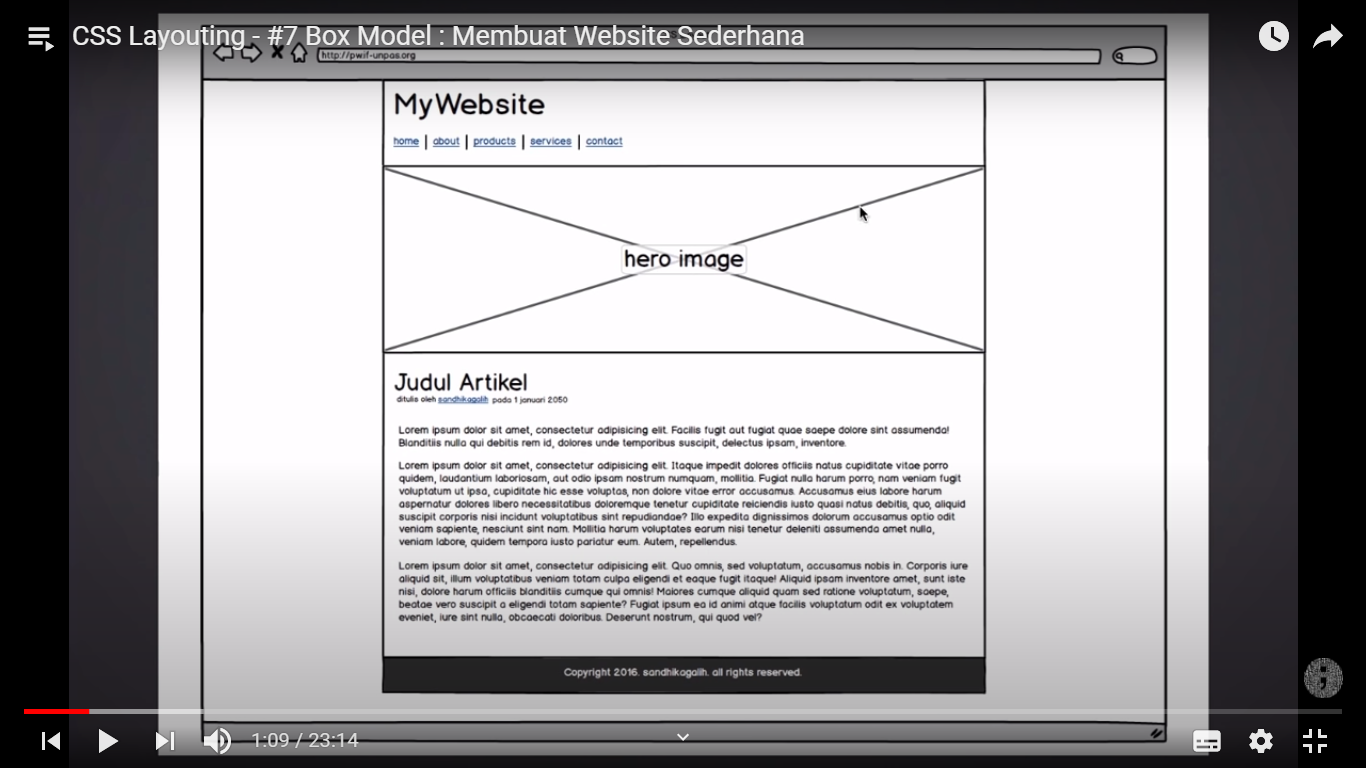 CSS Layouting - #7 Box Model : Membuat Website Sederhana
http://pwif-unpas.org
MyWebsite
home | about | products | services | contact
hero image
Judul Artikel
ditulis oleh sandhikagalih pada 1 januari 2050
Lorem ipsum dolor sit amet, consectetur adipisicing elit. Facilis fugit aut fugiat quae saepe dolore sint assumenda!
Blanditiis nulla qui debitis rem id, dolores unde temporibus suscipit, delectus ipsam, inventore.
Lorem ipsum dolor sit amet, consectetur adipisicing elit. Itaque impedit dolores officiis natus cupiditate vitae porro
quidem, laudantium laboriosam, aut odio ipsam nostrum numquam, mollitia. Fugiat nulla harum porro, nam veniam fugit
voluptatum ut ipsa, cupiditate hic esse voluptas, non dolore vitae error accusamus. Accusamus eius labore harum
aspernatur dolores libero necessitatibus doloremque tenetur cupiditate reiciendis iusto quasi natus debitis, quo, aliquid
suscipit corporis nisi incidunt voluptatibus sint repudiandae? Illo expedita dignissimos dolorum accusamus optio odit
veniam sapiente, nesciunt sint nam. Mollitia harum voluptates earum nisi tenetur deleniti assumenda amet nulla,
veniam labore, quidem tempora iusto pariatur eum. Autem, repellendus.
Lorem ipsum dolor sit amet, consectetur adipisicing elit. Quo omnis, sed voluptatum, accusamus nobis in. Corporis iure
aliquid sit, illum voluptatibus veniam totam culpa eligendi et eaque fugit itaque! Aliquid ipsam inventore amet, sunt iste
nisi, dolore harum officiis blanditiis cumque qui omnis! Maiores cumque aliquid quam sed ratione voluptatum, saepe,
beatae vero suscipit a eligendi totam sapiente? Fugiat ipsum ea id animi atque facilis voluptatum odit ex voluptatem
eveniet, iure sint nulla, obcaecati doloribus. Deserunt nostrum, qui quod vel?
Copyright 2016. sandhikagalih. all rights reserved.
1:09 / 23:14